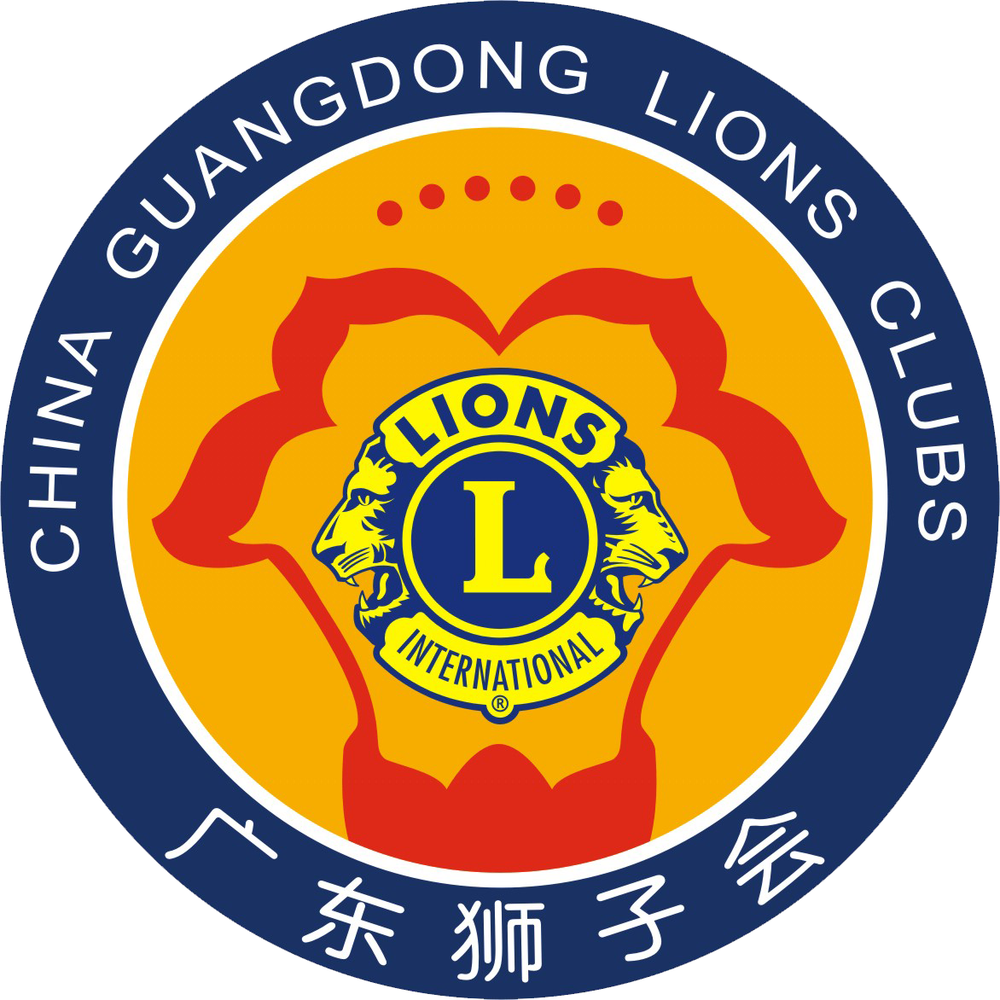 CHINA GUANGDONG LIONS CLUBS
LIONS
L
INTERNATIONAL
®
广东狮子会